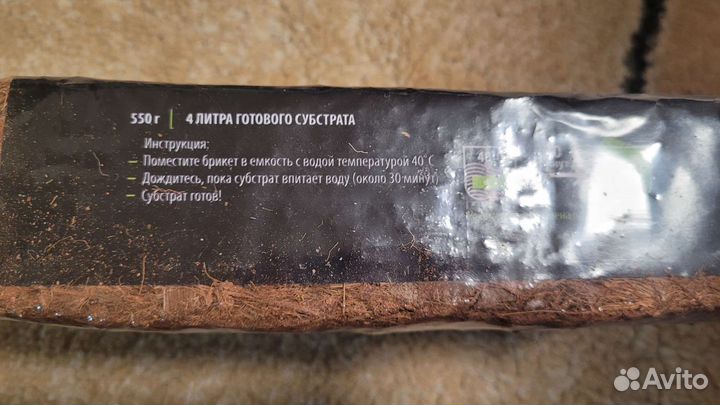 550 г | 4 ЛИТРА ГОТОВОГО СУБСТРАТА
Инструкция:
– Поместите брикет в емкость с водой температурой 40°С
– Дождитесь, пока субстрат впитает воду (около 30 минут)
– Субстрат готов!
Avito